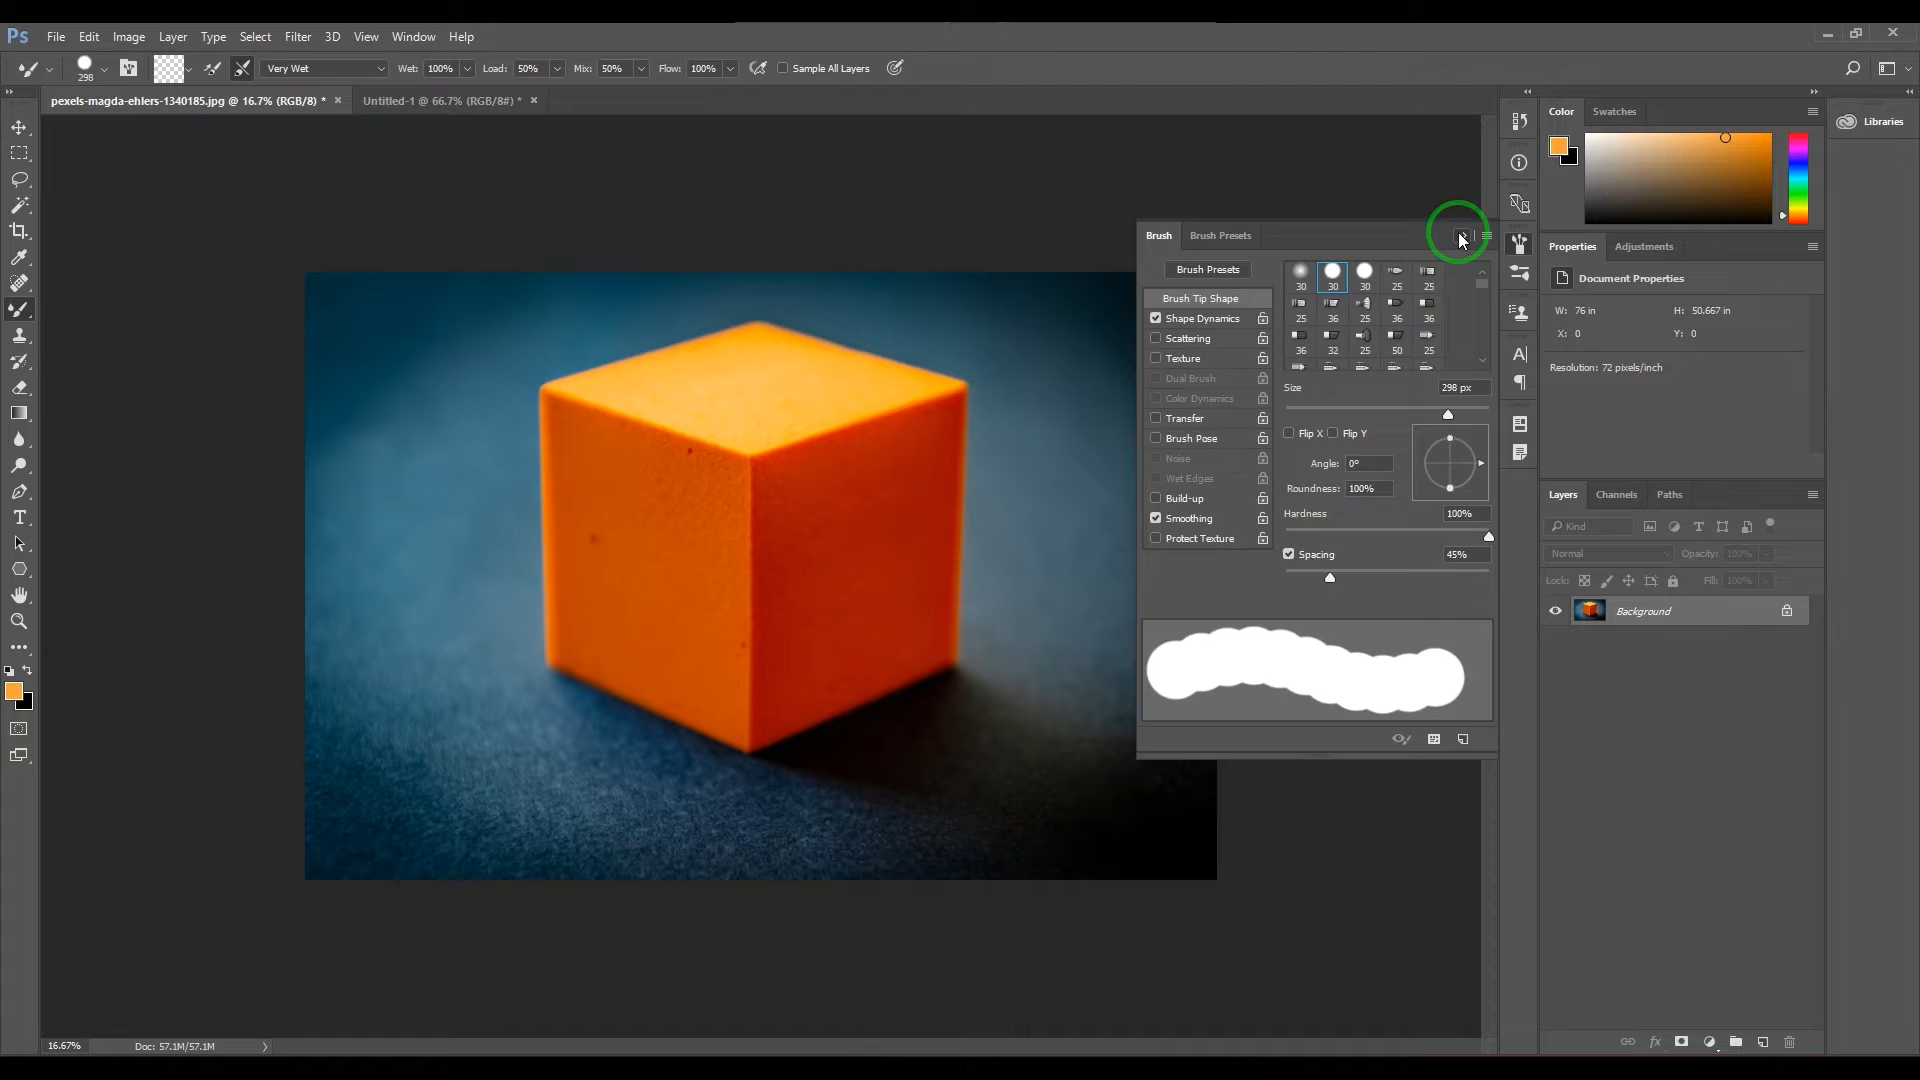 Ps File Edit Image Layer Type Select Filter 3D View Window Help
298 Very Wet Wet: 100% Load: 50% Mix: 50% Flow: 100% Sample All Layers
pexels-magda-ehlers-1340185.jpg @ 16.7% (RGB/8) * × Untitled-1 @ 66.7% (RGB/8#) * ×
Color Swatches
Libraries
Brush Brush Presets
Brush Presets
Brush Tip Shape
Shape Dynamics
Scattering
Texture
Dual Brush
Color Dynamics
Transfer
Brush Pose
Noise
Wet Edges
Build-up
Smoothing
Protect Texture
30 30 30 25 25
25 36 25 36 36
36 32 25 50 25
Size 298 px
Flip X Flip Y
Angle: 0°
Roundness: 100%
Hardness 100%
Spacing 45%
Properties Adjustments
Document Properties
W: 76 in H: 50.667 in
X: 0 Y: 0
Resolution: 72 pixels/inch
Layers Channels Paths
Kind
Normal Opacity: 100%
Lock: Fill: 100%
Background
fx
16.67% Doc: 57.1M/57.1M